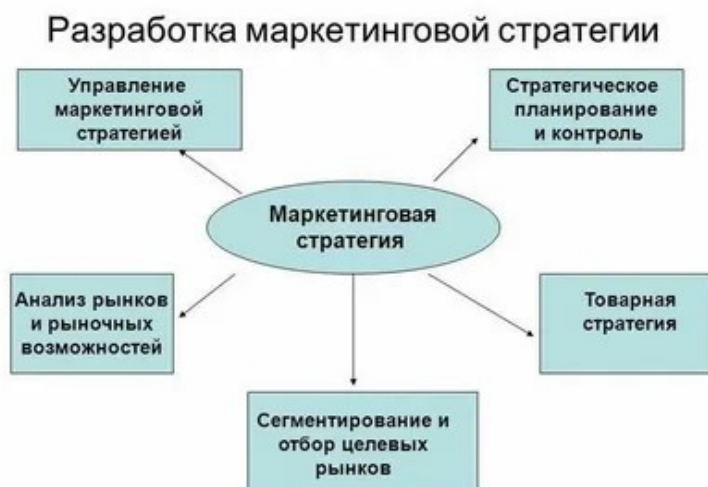 Разработка маркетинговой стратегии
Управление
маркетинговой
стратегией
Стратегическое
планирование
и контроль
Маркетинговая
стратегия
Анализ рынков
и рыночных
возможностей
Товарная
стратегия
Сегментирование и
отбор целевых
рынков